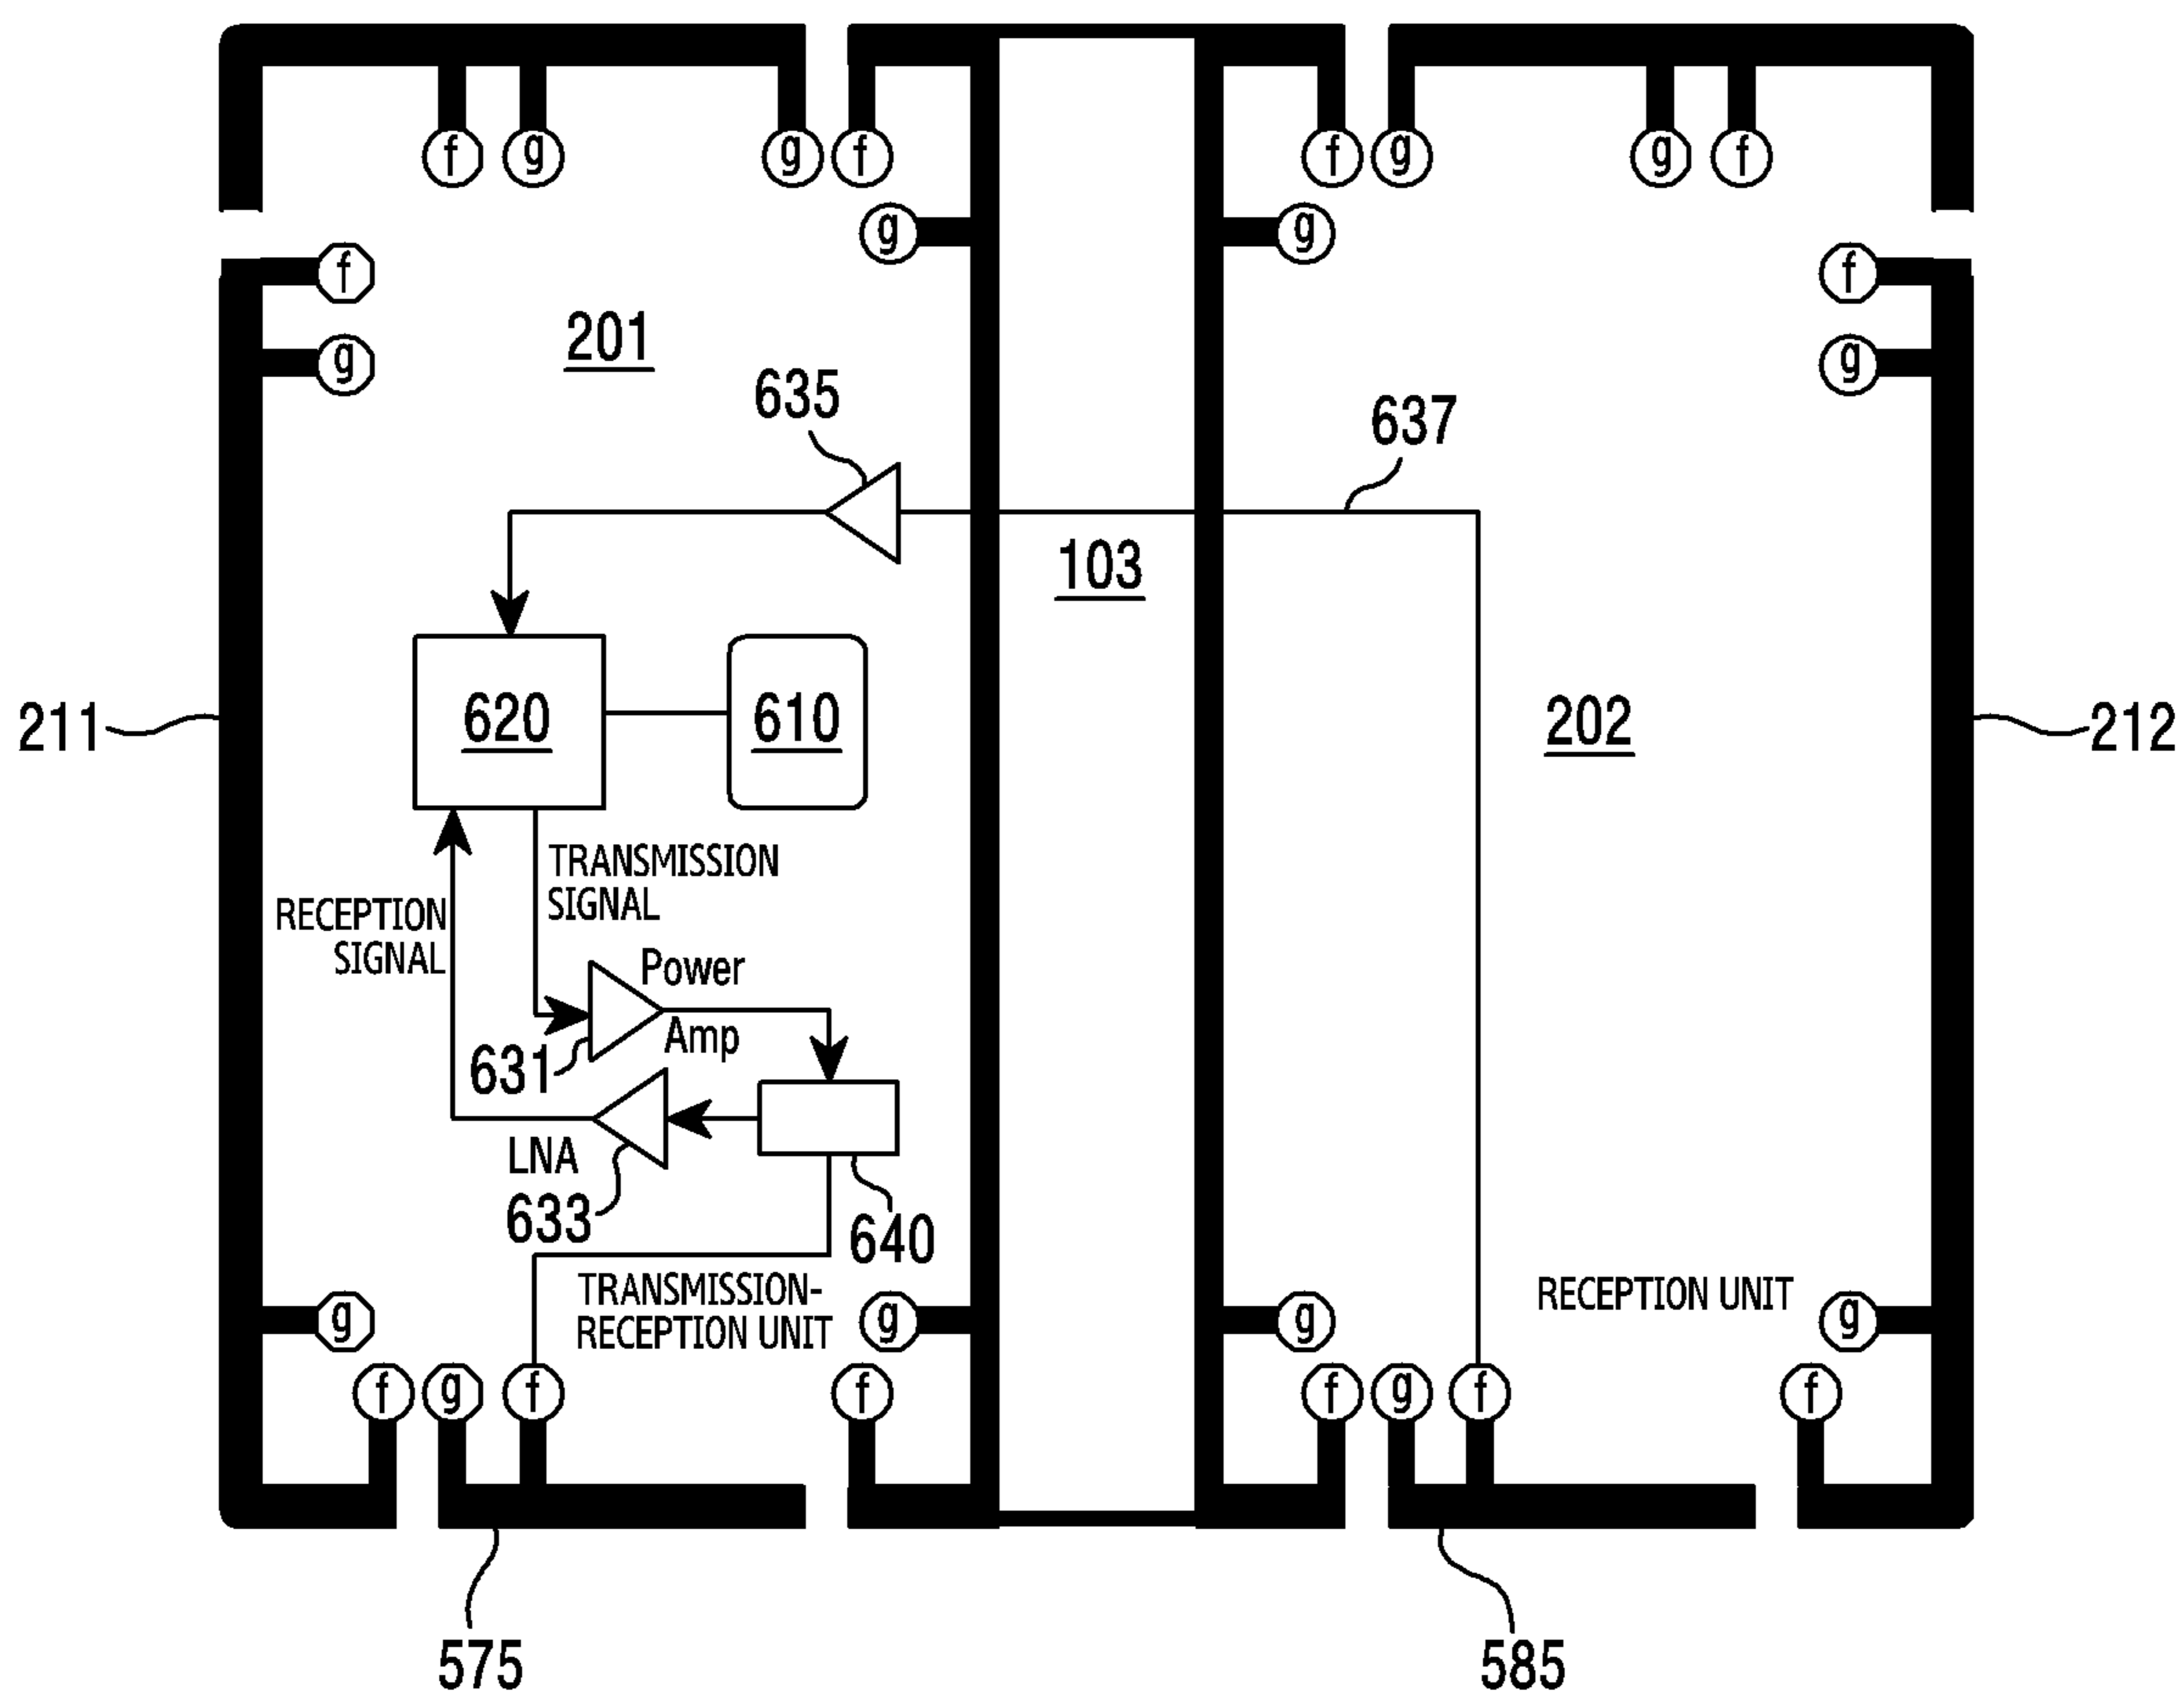 f g g f f g g f
g g
f f
g g
201
635
637
103
211
620
610
202
212
TRANSMISSION
SIGNAL
RECEPTION
SIGNAL
Power
Amp
631
LNA
633
640
TRANSMISSION-
RECEPTION UNIT
RECEPTION UNIT
g g g g
f g f f f g f f
575
585